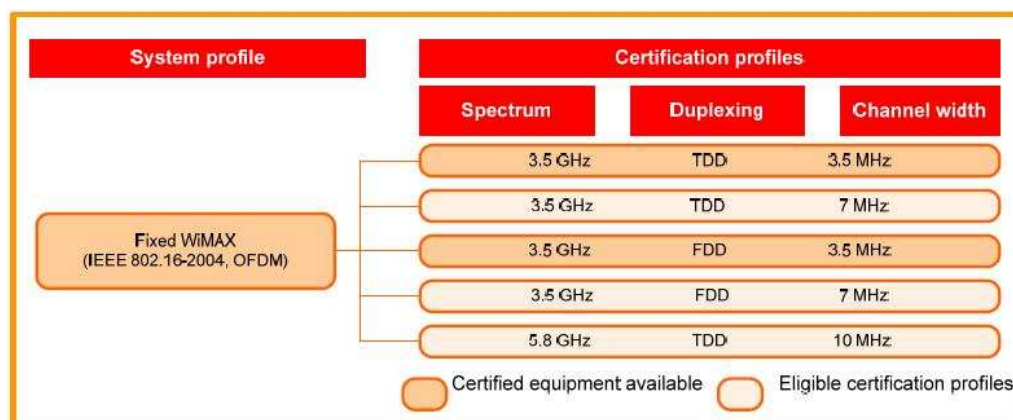 System profile
Certification profiles
Spectrum Duplexing Channel width
3.5 GHz TDD 3.5 MHz
3.5 GHz TDD 7 MHz
Fixed WiMAX
(IEEE 802.16-2004, OFDM)
3.5 GHz FDD 3.5 MHz
3.5 GHz FDD 7 MHz
5.8 GHz TDD 10 MHz
Certified equipment available
Eligible certification profiles